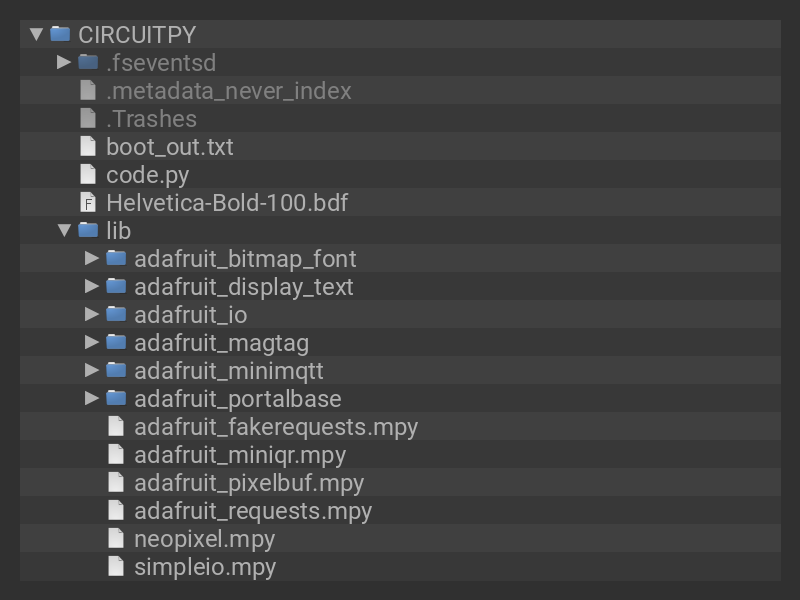 CIRCUITPY
.fseventsd
.metadata_never_index
.Trashes
boot_out.txt
code.py
F Helvetica-Bold-100.bdf
lib
adafruit_bitmap_font
adafruit_display_text
adafruit_io
adafruit_magtag
adafruit_minimqtt
adafruit_portalbase
adafruit_fakerequests.mpy
adafruit_miniqr.mpy
adafruit_pixelbuf.mpy
adafruit_requests.mpy
neopixel.mpy
simpleio.mpy